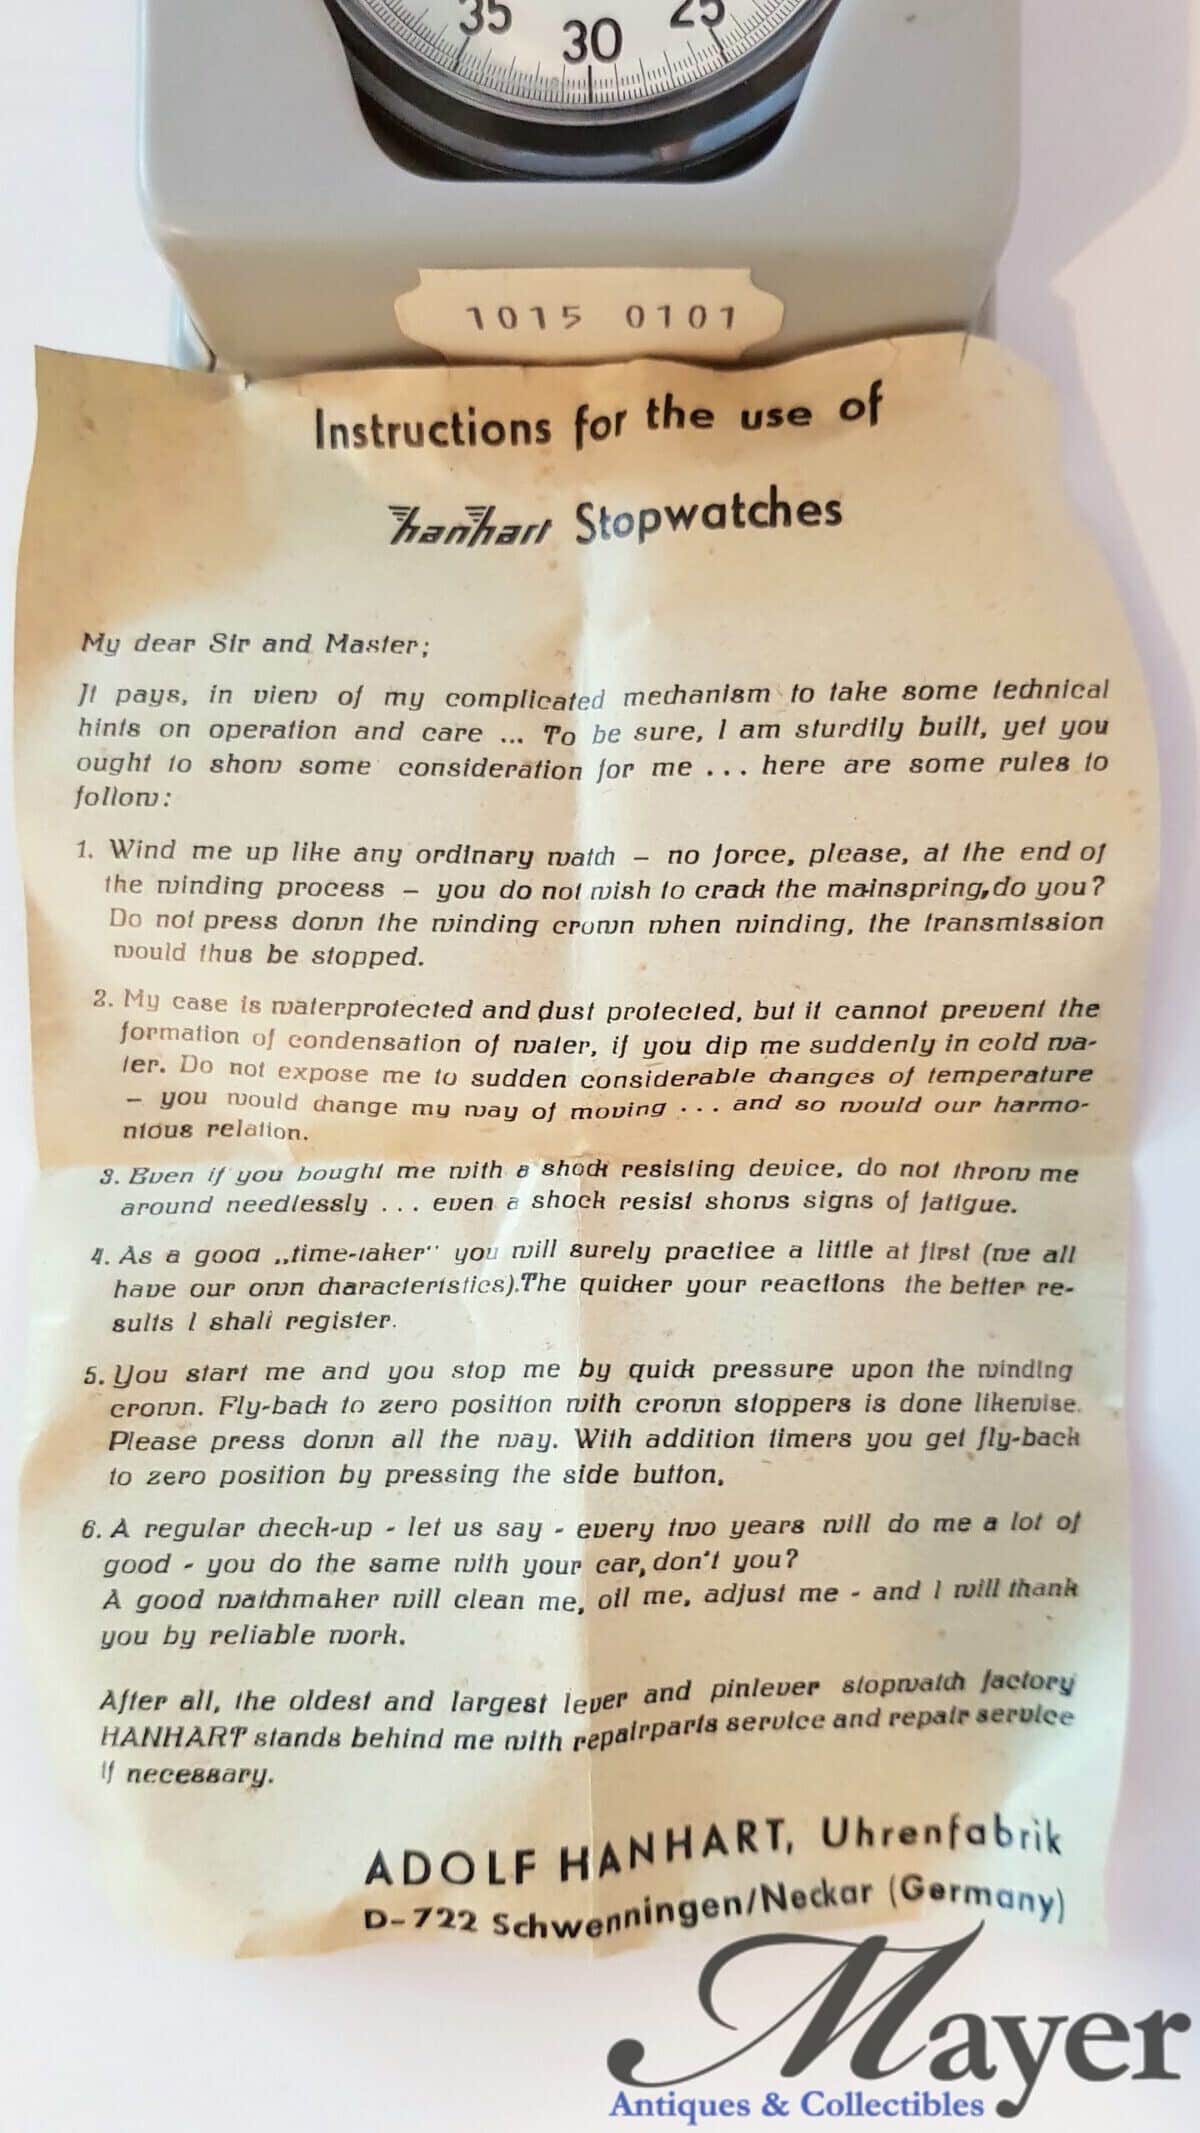 35 30 25
1015 0101
Instructions for the use of
hanhart Stopwatches
My dear Sir and Master;
It pays, in view of my complicated mechanism to take some technical
hints on operation and care ... To be sure, I am sturdily built, yet you
ought to show some consideration for me ... here are some rules to
follow:
1. Wind me up like any ordinary watch – no force, please, at the end of
the winding process – you do not wish to crack the mainspring, do you?
Do not press down the winding crown when winding, the transmission
would thus be stopped.
2. My case is waterprotected and dust protected, but it cannot prevent the
formation of condensation of water, if you dip me suddenly in cold wa-
ter. Do not expose me to sudden considerable changes of temperature
– you would change my way of moving ... and so would our harmo-
nious relation.
3. Even if you bought me with a shock resisting device, do not throw me
around needlessly ... even a shock resist shows signs of fatigue.
4. As a good „time-taker“ you will surely practice a little at first (we all
have our own characteristics). The quicker your reactions the better re-
sults I shall register.
5. You start me and you stop me by quick pressure upon the winding
crown. Fly-back to zero position with crown stoppers is done likewise.
Please press down all the way. With addition timers you get fly-back
to zero position by pressing the side button,
6. A regular check-up - let us say - every two years will do me a lot of
good - you do the same with your car, don't you?
A good watchmaker will clean me, oil me, adjust me - and I will thank
you by reliable work.
After all, the oldest and largest lever and pinlever stopwatch factory
HANHART stands behind me with repairparts service and repair service
if necessary.
ADOLF HANHART, Uhrenfabrik
D-722 Schwenningen/Neckar (Germany)
Mayer
Antiques & Collectibles